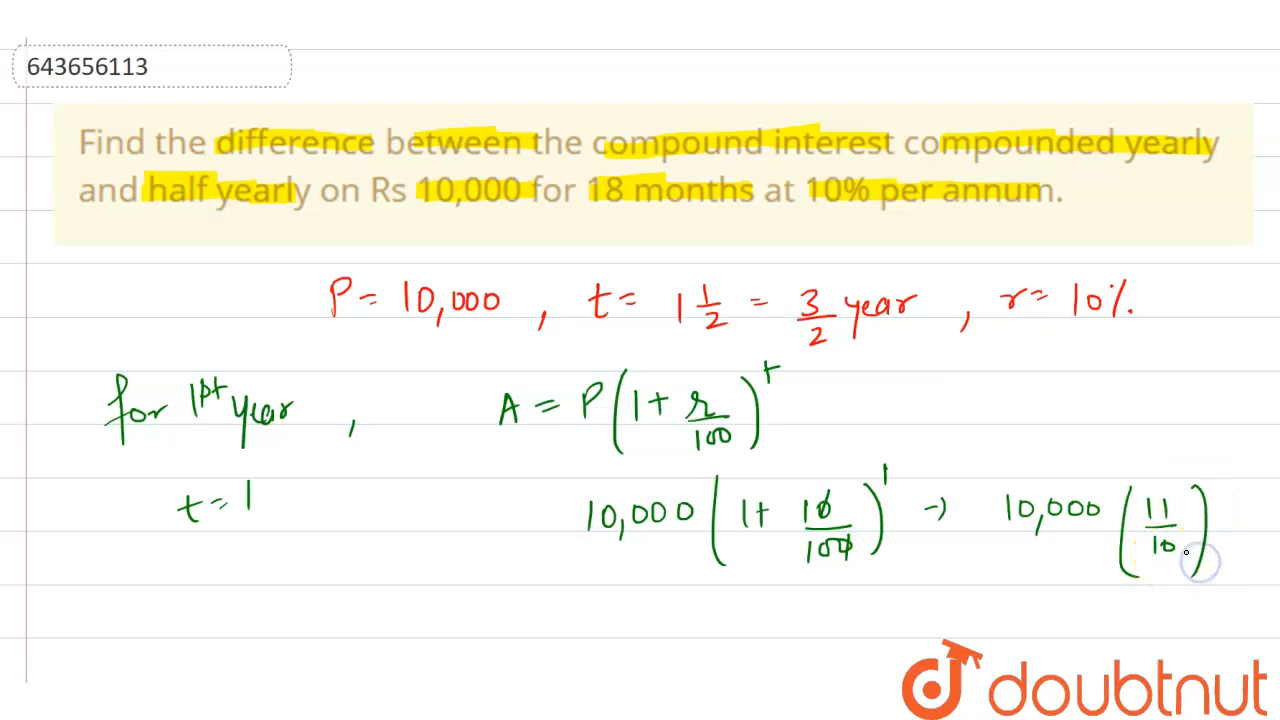 643656113
Find the difference between the compound interest compounded yearly
and half yearly on Rs 10,000 for 18 months at 10% per annum.
P = 10,000 , t = 1 1/2 = 3/2 year , r = 10%.
for 1st year , A = P(1 + r/100)^t
t = 1 10,000 (1 + 10/100)^1 → 10,000 (11/10)
doubtnut